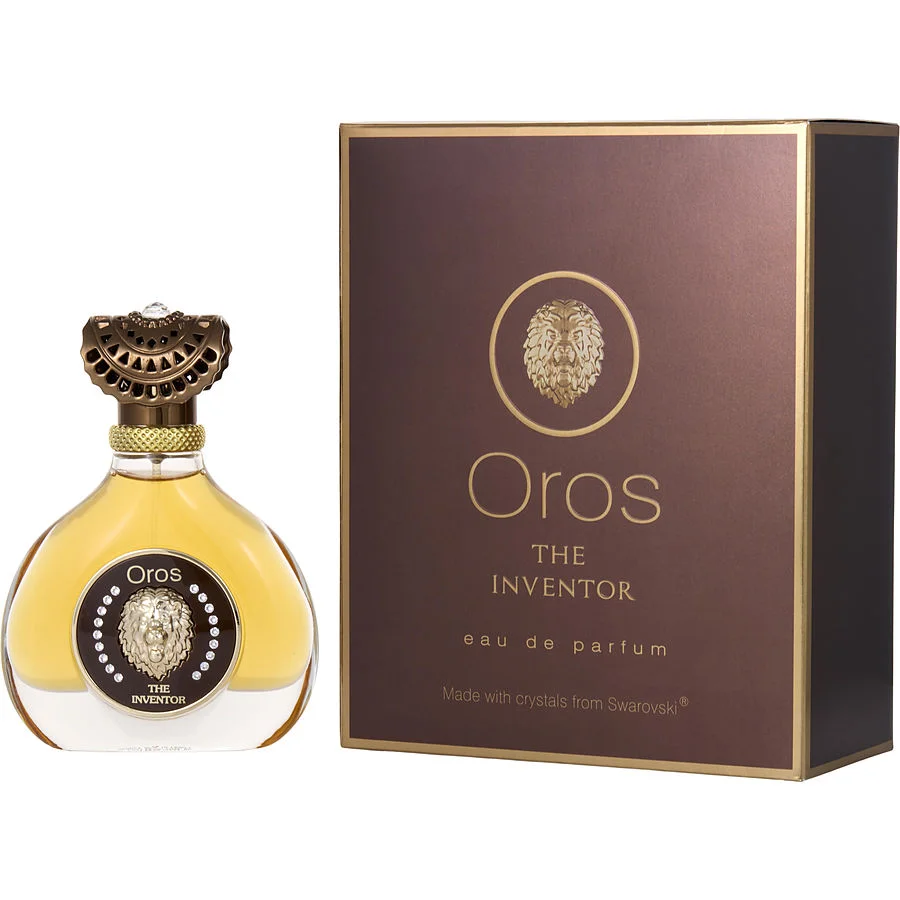 Oros
THE
INVENTOR
Oros
THE
INVENTOR
eau de parfum
Made with crystals from Swarovski®